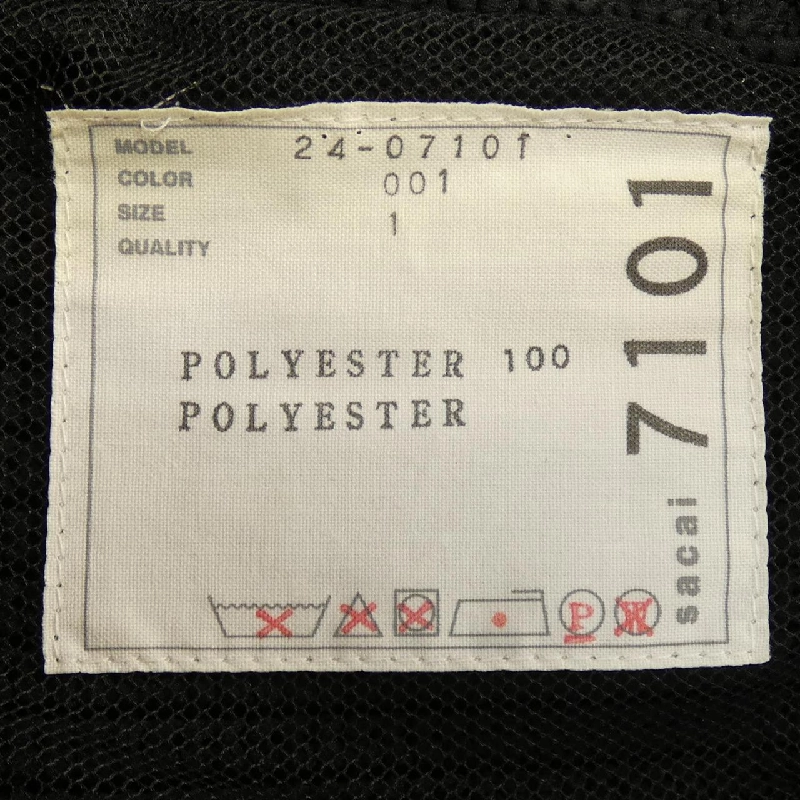 MODEL 24-07101
COLOR 001
SIZE 1
QUALITY
POLYESTER 100
POLYESTER
P W
sacai 7101